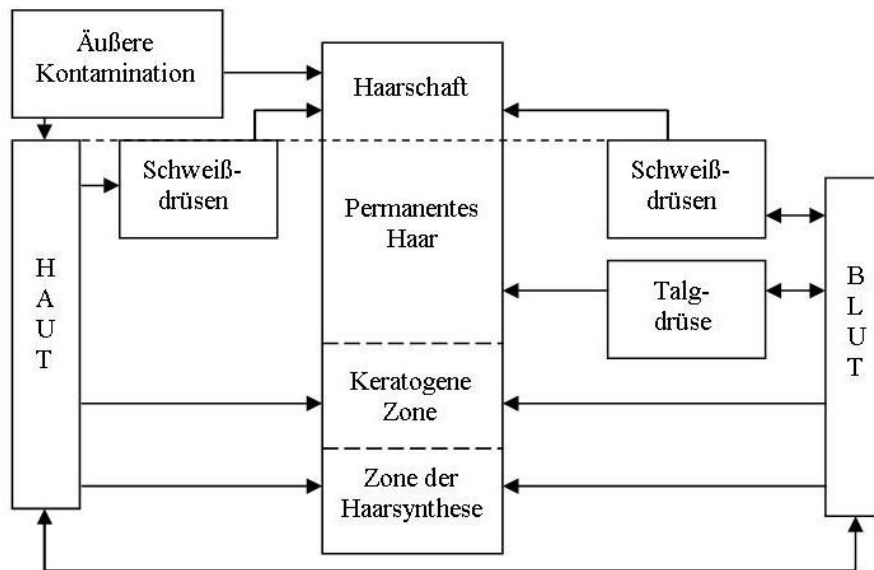 Äußere
Kontamination
Haarschaft
Schweiß-
drüsen
Schweiß-
drüsen
Permanentes
Haar
H
A
U
T
B
L
U
T
Talg-
drüse
Keratogene
Zone
Zone der
Haarsynthese